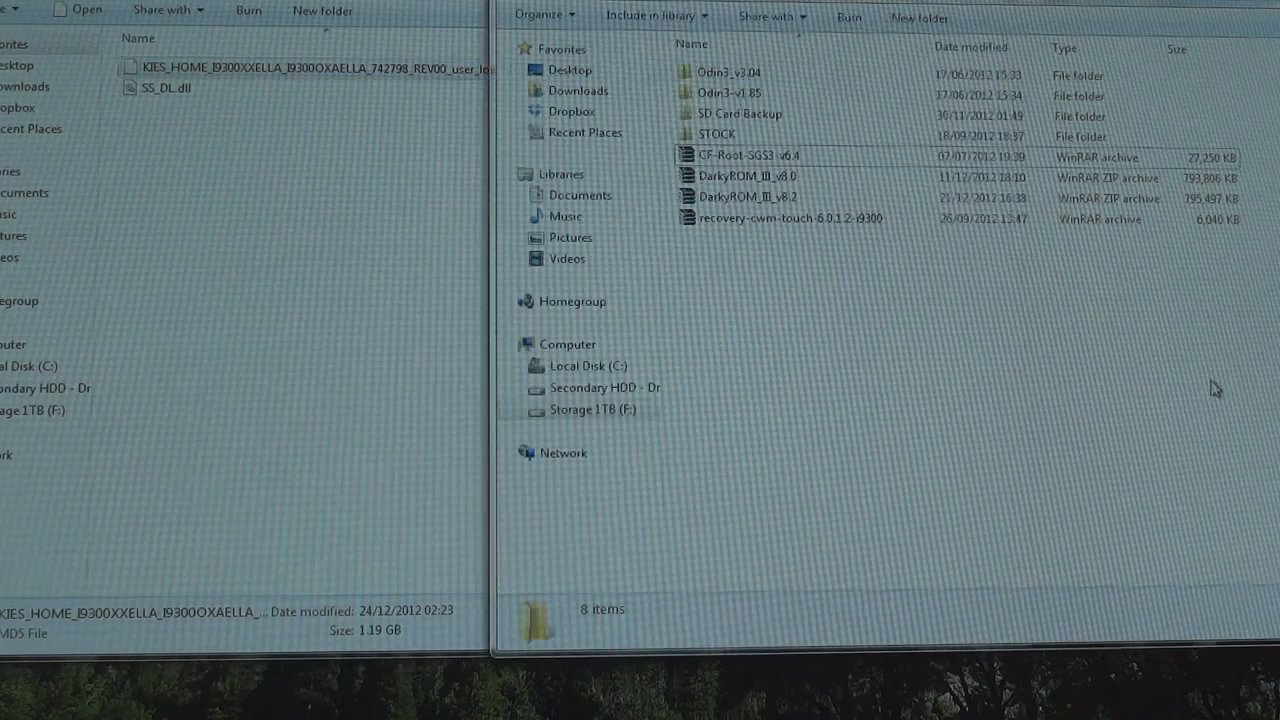 Open Share with Burn New folder
Name
orites
esktop
KIES_HOME_I9300XXELLA_I9300OXAELLA_742798_REV00_user_lo
ownloads
SS_DL.dll
opbox
cent Places
ries
cuments
sic
tures
eos
egroup
puter
al Disk (C:)
ondary HDD - Dr
age 1TB (F:)
rk
KIES_HOME_I9300XXELLA_I9300OXAELLA_... Date modified: 24/12/2012 02:23
MD5 File Size: 1.19 GB
Organize Include in library Share with Burn New folder
Favorites
Desktop
Downloads
Dropbox
Recent Places
Libraries
Documents
Music
Pictures
Videos
Homegroup
Computer
Local Disk (C:)
Secondary HDD - Dr
Storage 1TB (F:)
Network
Name Date modified Type Size
Odin3_v3.04 17/06/2012 15:33 File folder
Odin3-v1.85 17/06/2012 15:34 File folder
SD Card Backup 30/11/2012 01:49 File folder
STOCK 18/09/2012 18:37 File folder
CF-Root-SGS3-v6.4 07/07/2012 19:39 WinRAR archive 27,250 KB
DarkyROM_III_v8.0 11/12/2012 18:10 WinRAR ZIP archive 793,806 KB
DarkyROM_III_v8.2 21/12/2012 16:38 WinRAR ZIP archive 795,497 KB
recovery-cwm-touch-6.0.1.2-i9300 26/09/2012 13:47 WinRAR archive 6,040 KB
8 items